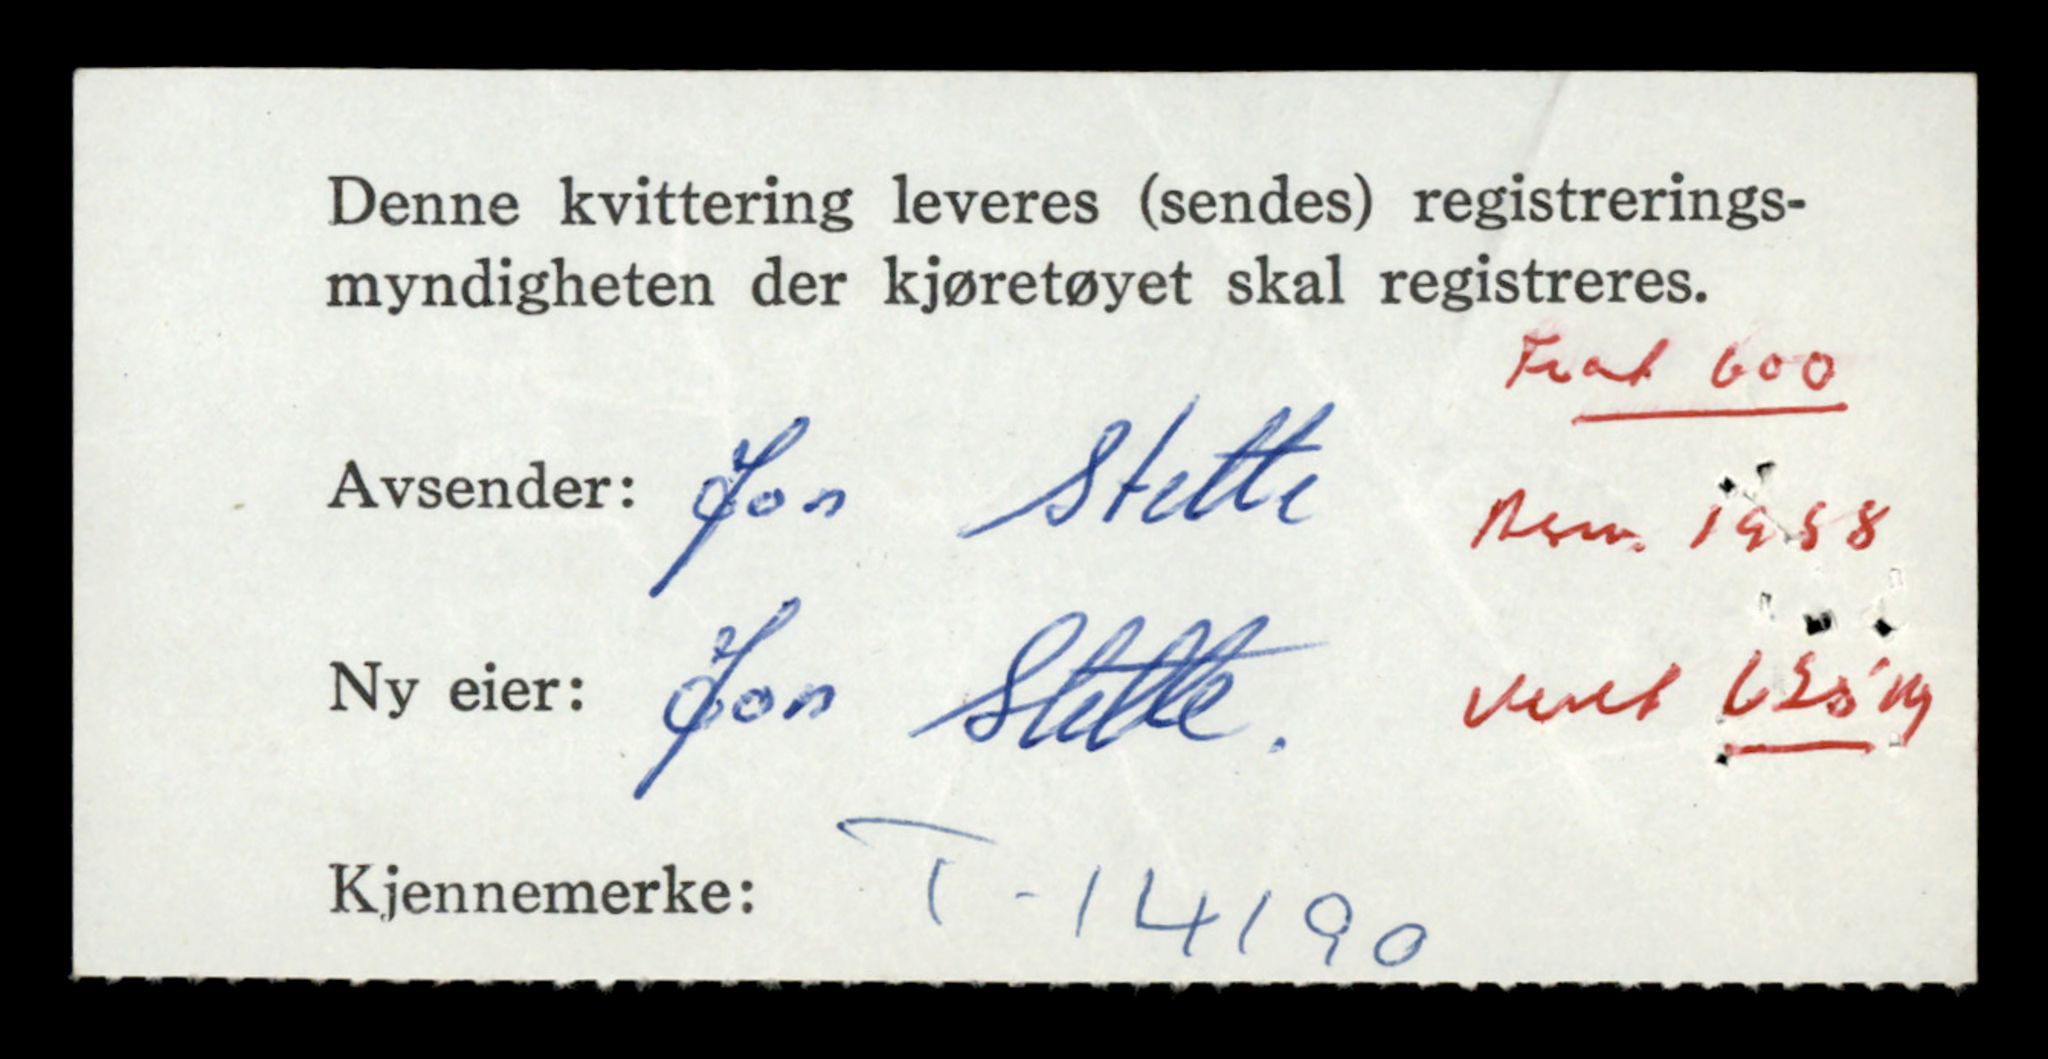 Denne kvittering leveres (sendes) registrerings-
myndigheten der kjøretøyet skal registreres.
Fiat 600
Avsender: Jon Stette
1958
Ny eier: Jon Stette.
Kjennemerke: T-14190